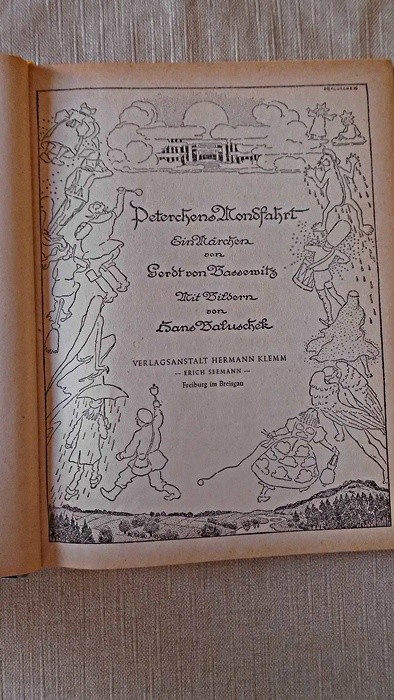 Peterchens Mondfahrt
Ein Märchen
von
Gerdt von Bassewitz
Mit Bildern
von
Hans Baluschek
VERLAGSANSTALT HERMANN KLEMM
— ERICH SEEMANN —
Freiburg im Breisgau